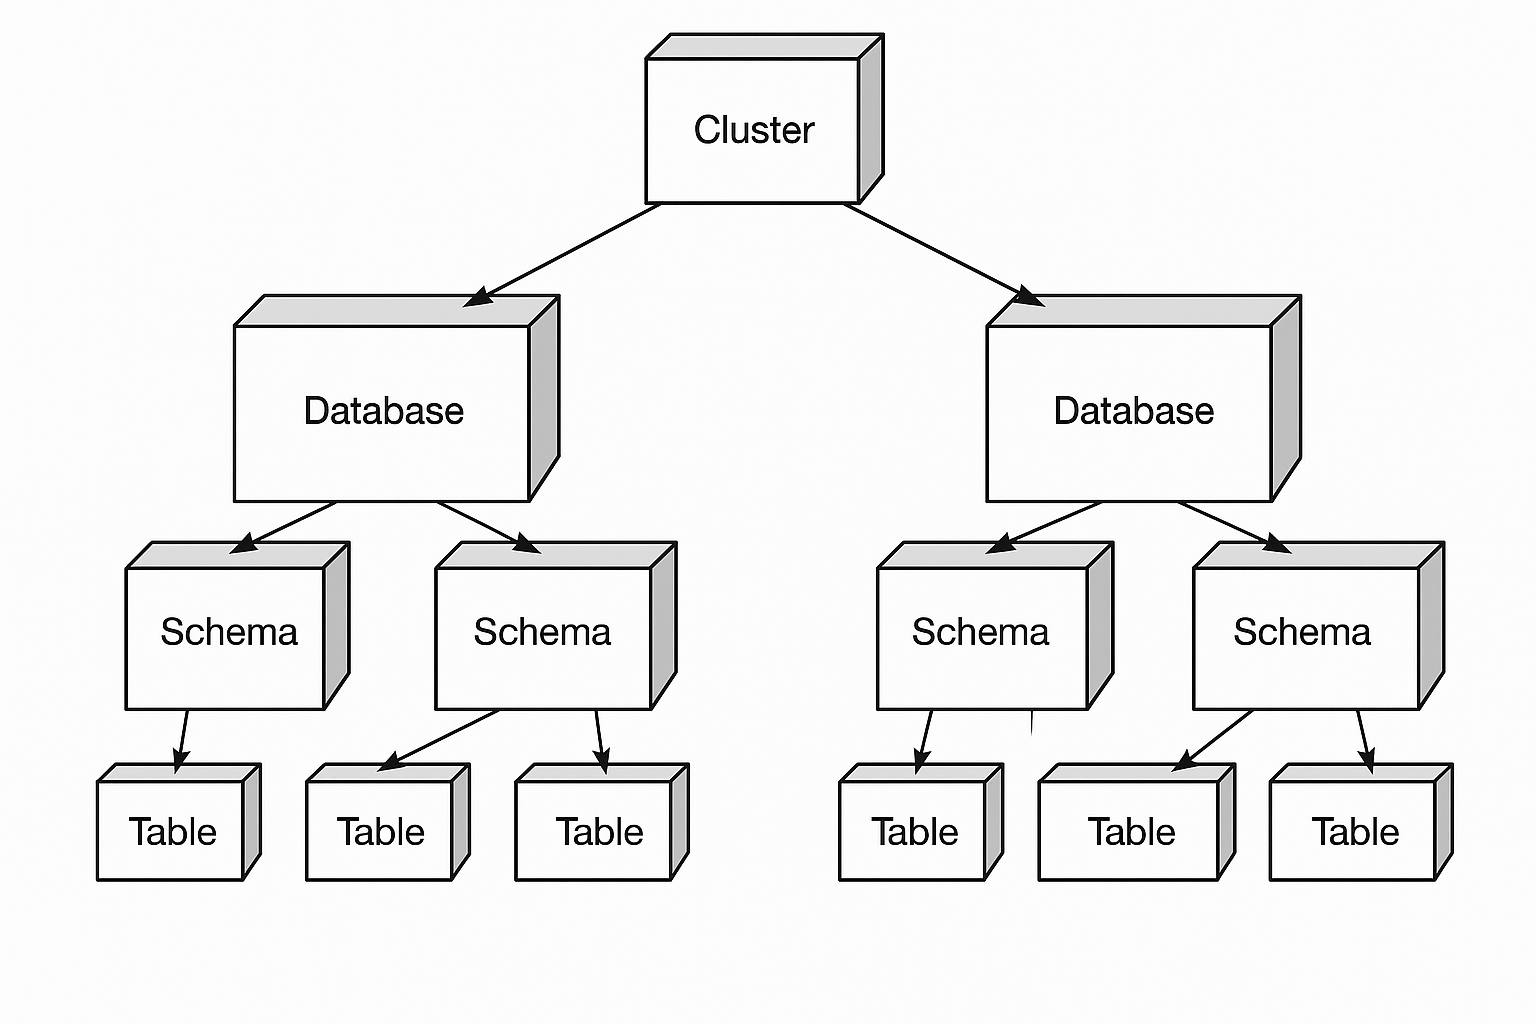 Cluster
Database
Database
Schema
Schema
Schema
Schema
Table
Table
Table
Table
Table
Table